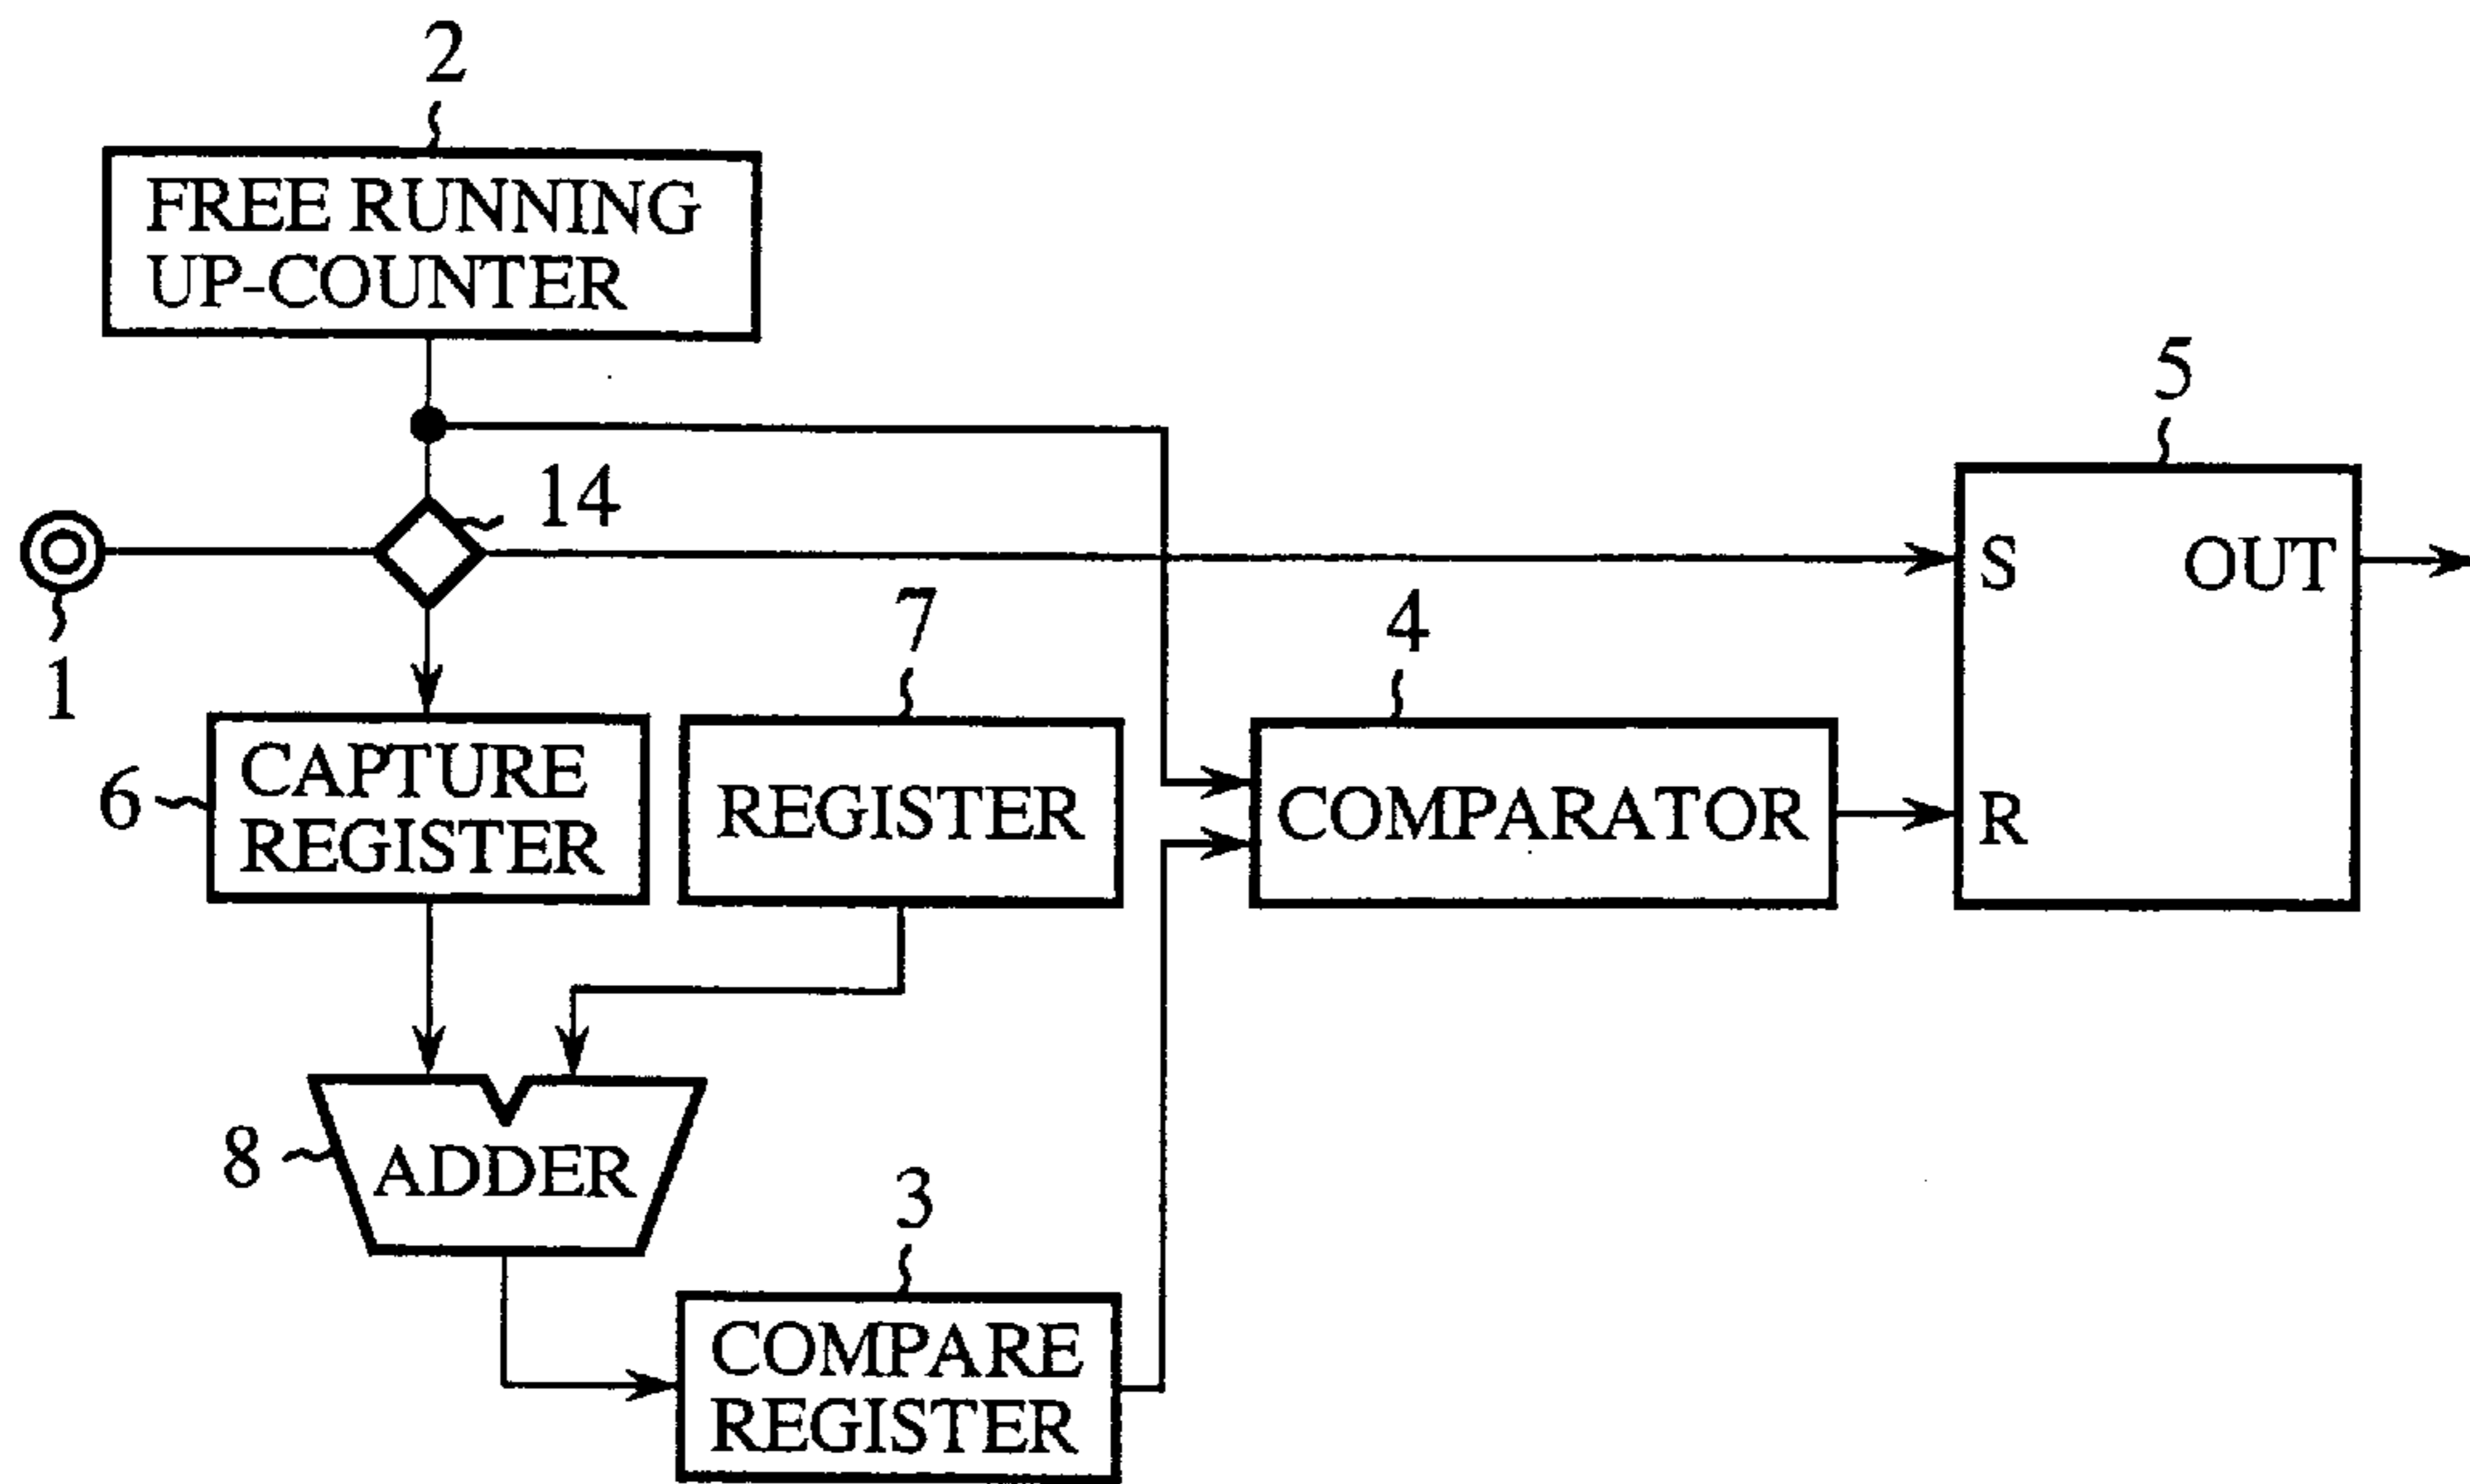 2
FREE RUNNING
UP-COUNTER
5
14
S
OUT
1
7
4
6
CAPTURE
REGISTER
REGISTER
COMPARATOR
R
8
ADDER
3
COMPARE
REGISTER